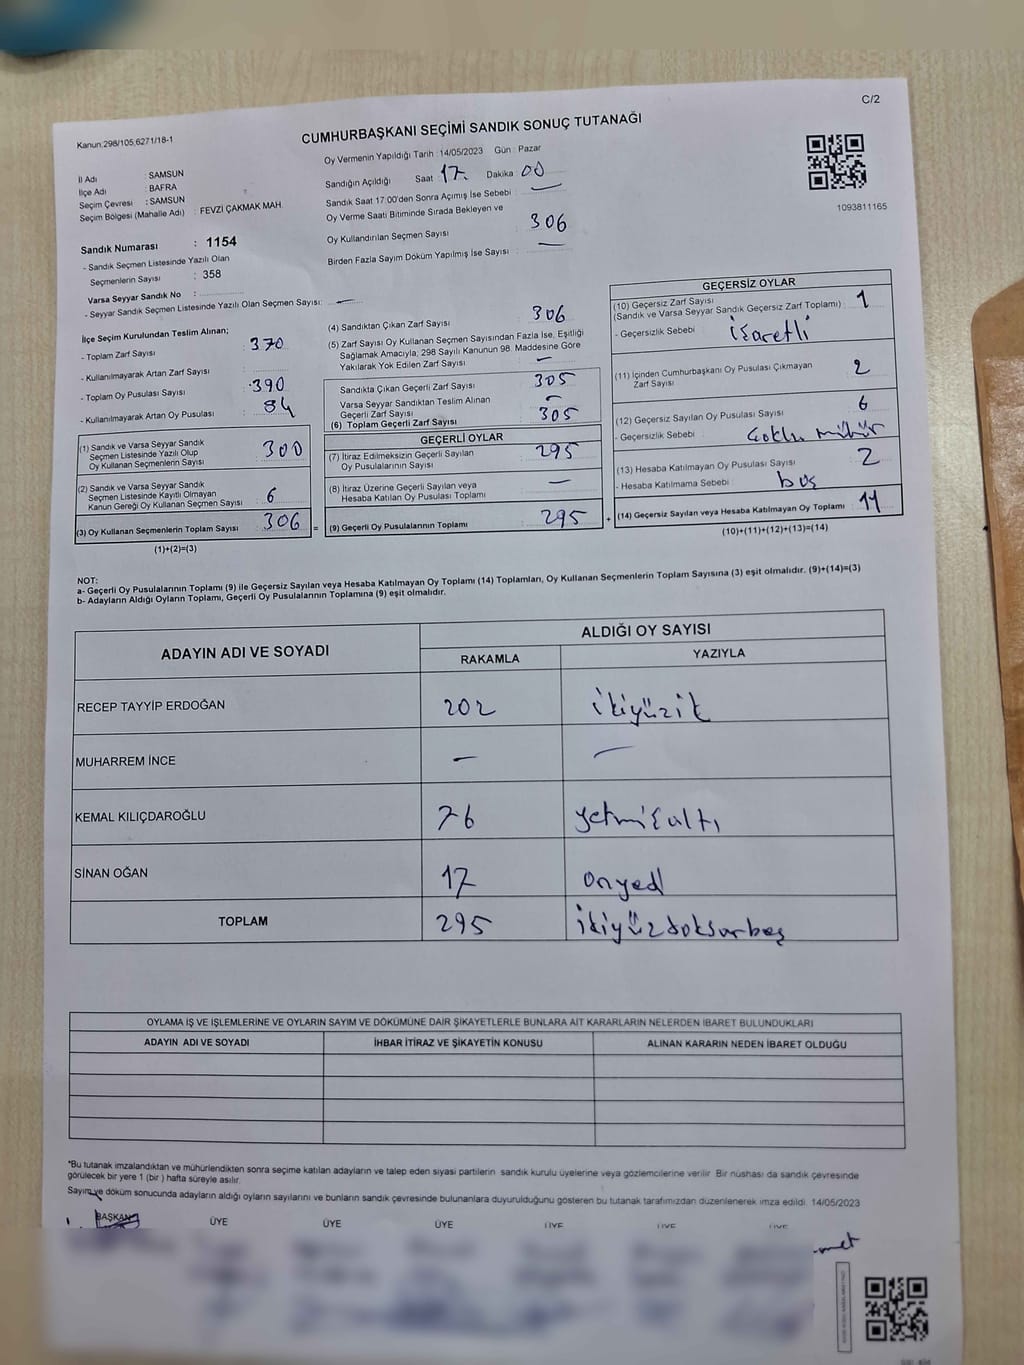 C/2
Kanun,298/105,6271/18-1
CUMHURBAŞKANI SEÇİMİ SANDIK SONUÇ TUTANAĞI
İl Adı : SAMSUN
İlçe Adı : BAFRA
Seçim Çevresi : SAMSUN
Seçim Bölgesi (Mahalle Adı) : FEVZİ ÇAKMAK MAH.
Sandık Numarası : 1154
- Sandık Seçmen Listesinde Yazılı Olan
Seçmenlerin Sayısı : 358
Varsa Seyyar Sandık No :
- Seyyar Sandık Seçmen Listesinde Yazılı Olan Seçmen Sayısı: —
Oy Vermenin Yapıldığı Tarih : 14/05/2023 Gün : Pazar
Sandığın Açıldığı Saat 17. Dakika 00
Sandık Saat 17:00'den Sonra Açımış İse Sebebi —
Oy Verme Saati Bitiminde Sırada Bekleyen ve
Oy Kullandırılan Seçmen Sayısı 306
Birden Fazla Sayım Döküm Yapılmış İse Sayısı : —
1093811165
İlçe Seçim Kurulundan Teslim Alınan;
- Toplam Zarf Sayısı : 370
- Kullanılmayarak Artan Zarf Sayısı :
- Toplam Oy Pusulası Sayısı : 390
- Kullanılmayarak Artan Oy Pusulası : 84
(1) Sandık ve Varsa Seyyar Sandık
Seçmen Listesinde Yazılı Olup
Oy Kullanan Seçmenlerin Sayısı : 300
(2) Sandık ve Varsa Seyyar Sandık
Seçmen Listesinde Kayıtlı Olmayan
Kanun Gereği Oy Kullanan Seçmen Sayısı : 6
(3) Oy Kullanan Seçmenlerin Toplam Sayısı : 306 =
(1)+(2)=(3)
(4) Sandıktan Çıkan Zarf Sayısı : 306
(5) Zarf Sayısı Oy Kullanan Seçmen Sayısından Fazla İse, Eşitliği
Sağlamak Amacıyla, 298 Sayılı Kanunun 98. Maddesine Göre
Yakılarak Yok Edilen Zarf Sayısı : —
Sandıkta Çıkan Geçerli Zarf Sayısı : 305
Varsa Seyyar Sandıktan Teslim Alınan
Geçerli Zarf Sayısı : —
(6) Toplam Geçerli Zarf Sayısı : 305
GEÇERLİ OYLAR
(7) İtiraz Edilmeksizin Geçerli Sayılan
Oy Pusulalarının Sayısı : 295
(8) İtiraz Üzerine Geçerli Sayılan veya
Hesaba Katılan Oy Pusulası Toplamı : —
(9) Geçerli Oy Pusulalarının Toplamı : 295 +
GEÇERSİZ OYLAR
(10) Geçersiz Zarf Sayısı
(Sandık ve Varsa Seyyar Sandık Geçersiz Zarf Toplamı) : 1
- Geçersizlik Sebebi : işaretli
(11) İçinden Cumhurbaşkanı Oy Pusulası Çıkmayan
Zarf Sayısı : 2
(12) Geçersiz Sayılan Oy Pusulası Sayısı : 6
- Geçersizlik Sebebi : Çoklu mühür
(13) Hesaba Katılmayan Oy Pusulası Sayısı : 2
- Hesaba Katılmama Sebebi : boş
(14) Geçersiz Sayılan veya Hesaba Katılmayan Oy Toplamı : 11
(10)+(11)+(12)+(13)=(14)
NOT:
a- Geçerli Oy Pusulalarının Toplamı (9) ile Geçersiz Sayılan veya Hesaba Katılmayan Oy Toplamı (14) Toplamları, Oy Kullanan Seçmenlerin Toplam Sayısına (3) eşit olmalıdır. (9)+(14)=(3)
b- Adayların Aldığı Oyların Toplamı, Geçerli Oy Pusulalarının Toplamına (9) eşit olmalıdır.
ADAYIN ADI VE SOYADI ALDIĞI OY SAYISI
RAKAMLA YAZIYLA
RECEP TAYYİP ERDOĞAN 202 ikiyüzik
MUHARREM İNCE — —
KEMAL KILIÇDAROĞLU 76 yetmişaltı
SİNAN OĞAN 17 onyed
TOPLAM 295 ikiyüzdoksanbeş
OYLAMA İŞ VE İŞLEMLERİNE VE OYLARIN SAYIM VE DÖKÜMÜNE DAİR ŞİKAYETLERLE BUNLARA AİT KARARLARIN NELERDEN İBARET BULUNDUKLARI
ADAYIN ADI VE SOYADI İHBAR İTİRAZ VE ŞİKAYETİN KONUSU ALINAN KARARIN NEDEN İBARET OLDUĞU
*Bu tutanak imzalandıktan ve mühürlendikten sonra seçime katılan adayların ve talep eden siyasi partilerin sandık kurulu üyelerine veya gözlemcilerine verilir. Bir nüshası da sandık çevresinde
görülecek bir yere 1 (bir) hafta süreyle asılır.
Sayım ve döküm sonucunda adayların aldığı oyların sayılarını ve bunların sandık çevresinde bulunanlara duyurulduğunu gösteren bu tutanak tarafımızdan düzenlenerek imza edildi. 14/05/2023
BAŞKAN ÜYE ÜYE ÜYE ÜYE ÜYE ÜYE